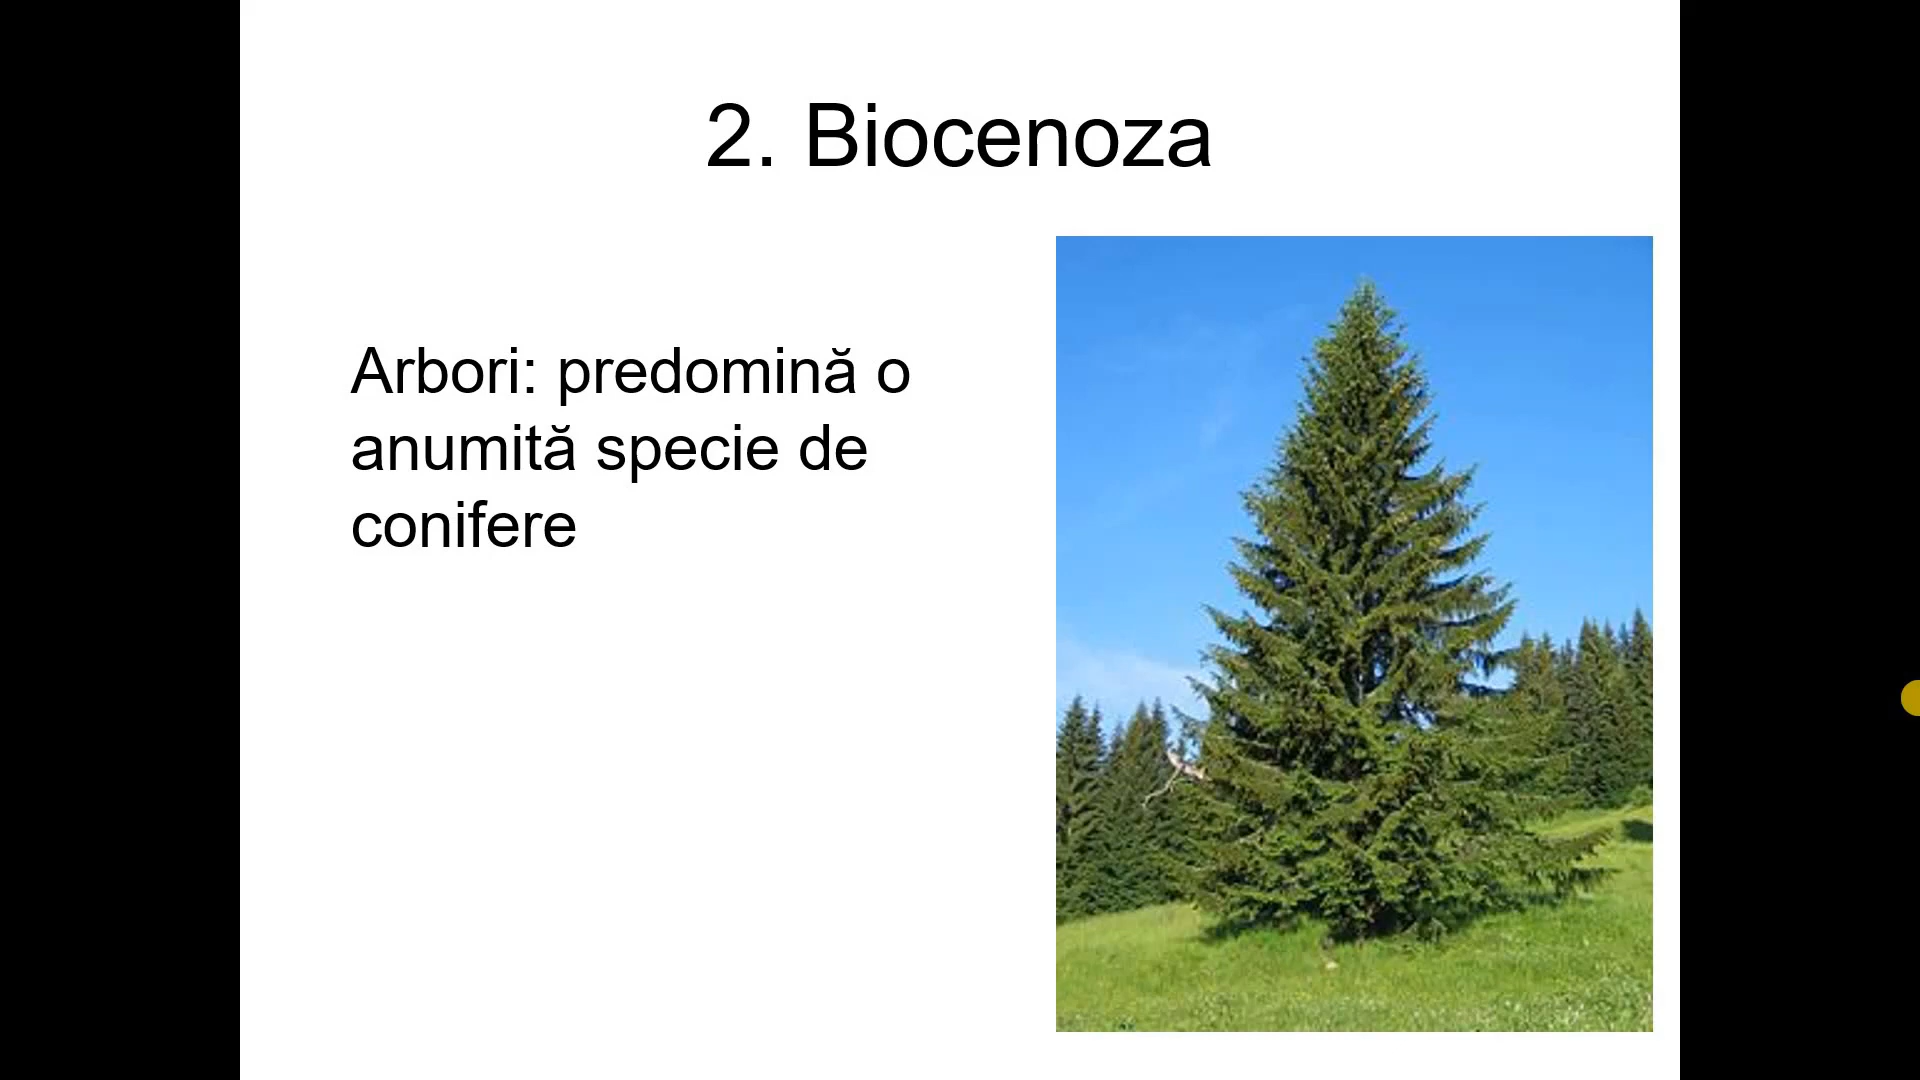 2. Biocenoza
Arbori: predomină o
anumită specie de
conifere